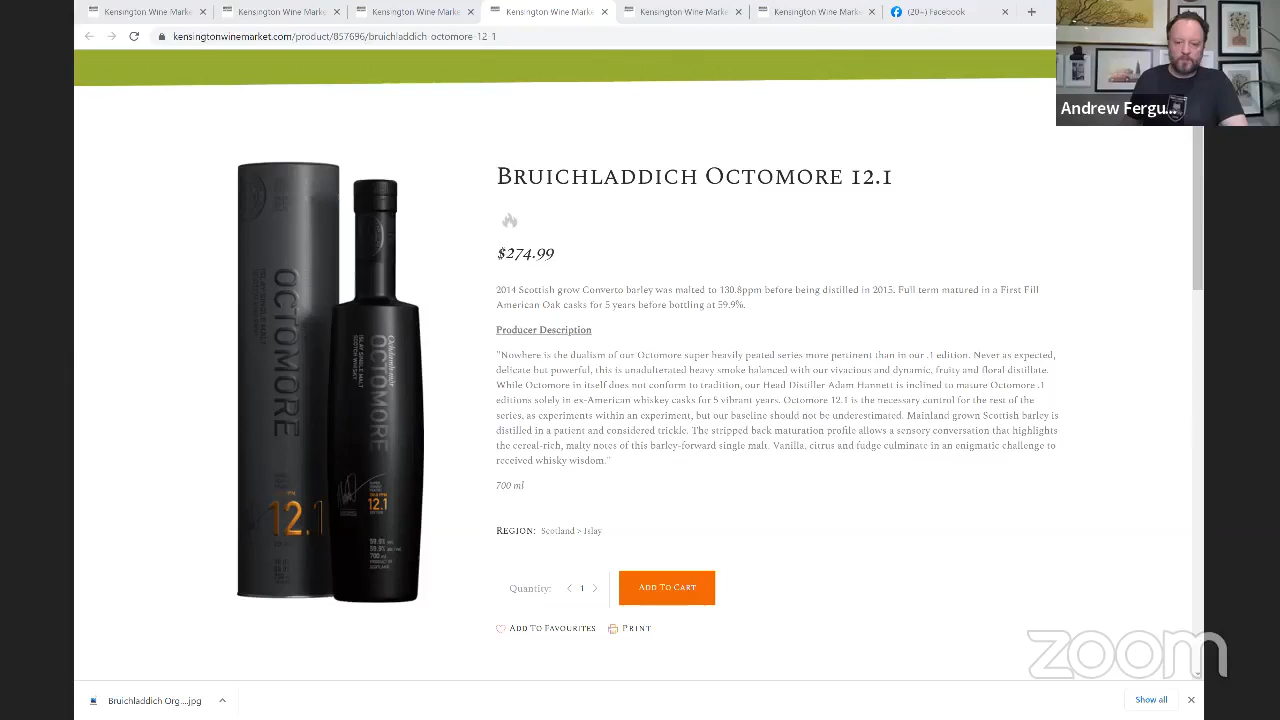 Kensington Wine Marke
Kensington Wine Marke
Kensington Wine Marke
Kensington Wine Marke
Kensington Wine Marke
Kensington Wine Marke
(20+) Facebook
kensingtonwinemarket.com/product/857696/bruichladdich-octomore-12-1
Andrew Fergu...
Bruichladdich Octomore 12.1
$274.99
2014 Scottish grow Converto barley was malted to 130.8ppm before being distilled in 2015. Full term matured in a First Fill
American Oak casks for 5 years before bottling at 59.9%.
Producer Description
"Nowhere is the dualism of our Octomore super heavily peated series more pertinent than in our .1 edition. Never as expected,
delicate but powerful, this is unadulterated heavy smoke balanced with our vivacious and dynamic, fruity and floral distillate.
While Octomore in itself does not conform to tradition, our Head Distiller Adam Hannett is inclined to mature Octomore .1
editions solely in ex-American whiskey casks for 5 vibrant years. Octomore 12.1 is the necessary control for the rest of the
series, as experiments within an experiment, but our baseline should not be underestimated. Mainland grown Scottish barley is
distilled in a patient and considered trickle. The stripped back maturation profile allows a sensory conversation that highlights
the cereal-rich, malty notes of this barley-forward single malt. Vanilla, citrus and fudge culminate in an enigmatic challenge to
received whisky wisdom."
700 ml
Region: Scotland > Islay
Quantity: 1
Add To Cart
Add To Favourites
Print
OCTOMORE
12.1
OCTOMORE
ISLAY SINGLE MALT
SCOTCH WHISKY
12.1
zoom
Bruichladdich Org....jpg
Show all